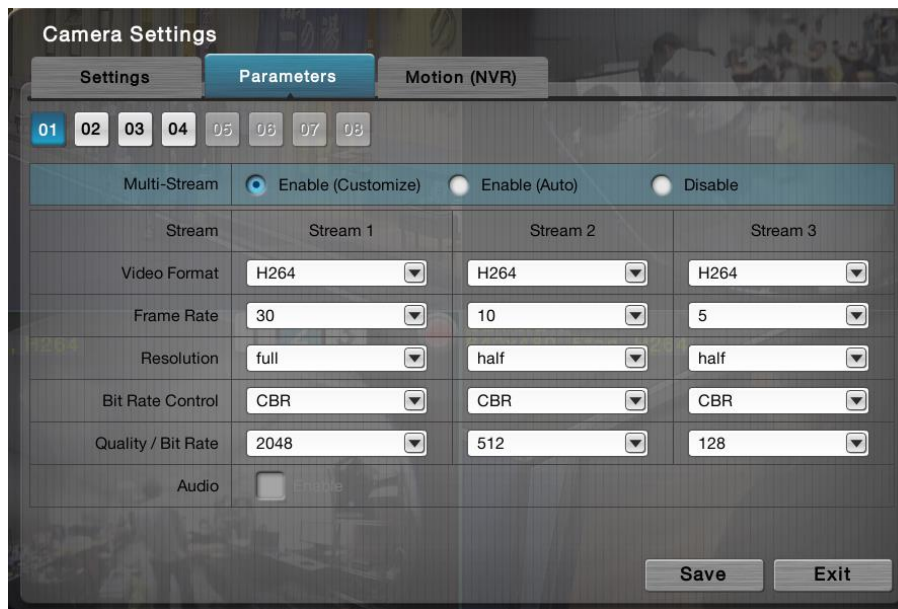 Camera Settings
Settings Parameters Motion (NVR)
01 02 03 04 05 06 07 08
Multi-Stream Enable (Customize) Enable (Auto) Disable
Stream Stream 1 Stream 2 Stream 3
Video Format H264 H264 H264
Frame Rate 30 10 5
Resolution full half half
Bit Rate Control CBR CBR CBR
Quality / Bit Rate 2048 512 128
Audio Enable
Save Exit